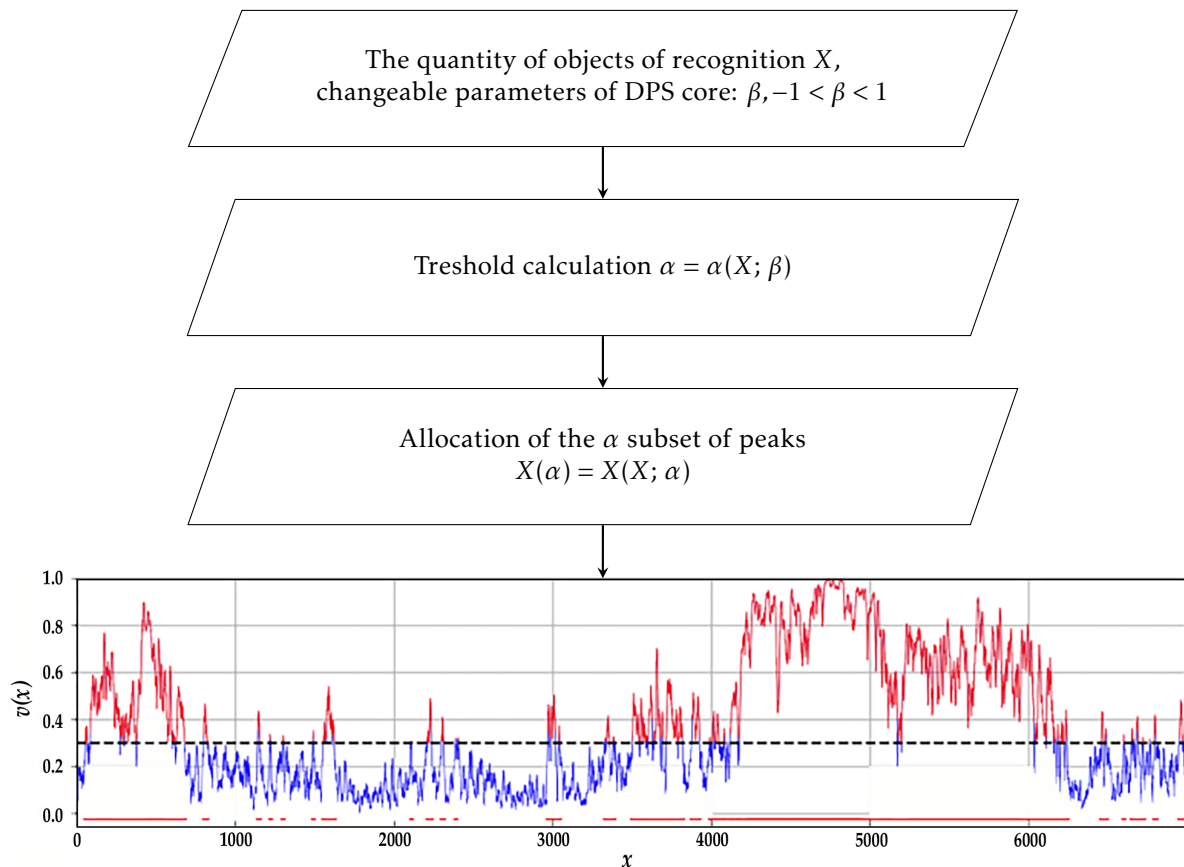 The quantity of objects of recognition X,
changeable parameters of DPS core: β, −1 < β < 1
Treshold calculation α = α(X; β)
Allocation of the α subset of peaks
X(α) = X(X; α)
1.0
0.8
0.6
0.4
0.2
0.0
v(x)
0 1000 2000 3000 4000 5000 6000
x